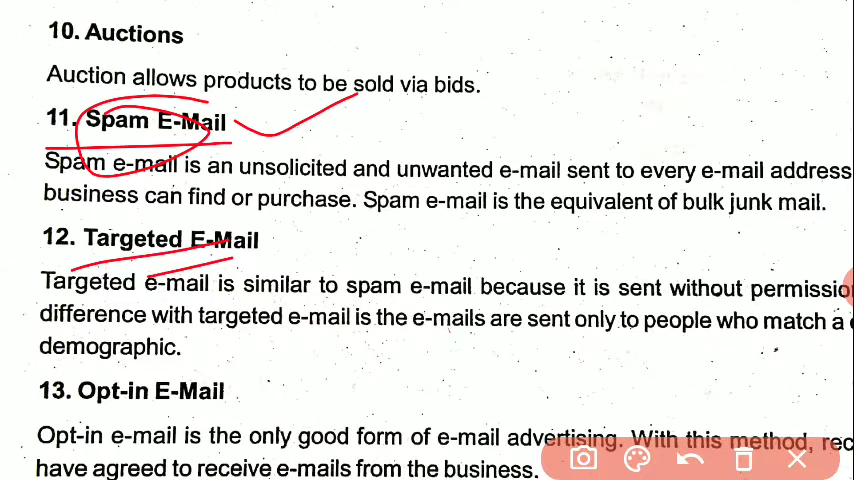 10. Auctions
Auction allows products to be sold via bids.
11. Spam E-Mail
Spam e-mail is an unsolicited and unwanted e-mail sent to every e-mail address
business can find or purchase. Spam e-mail is the equivalent of bulk junk mail.
12. Targeted E-Mail
Targeted e-mail is similar to spam e-mail because it is sent without permission
difference with targeted e-mail is the e-mails are sent only to people who match a
demographic.
13. Opt-in E-Mail
Opt-in e-mail is the only good form of e-mail advertising. With this method,
have agreed to receive e-mails from the business.